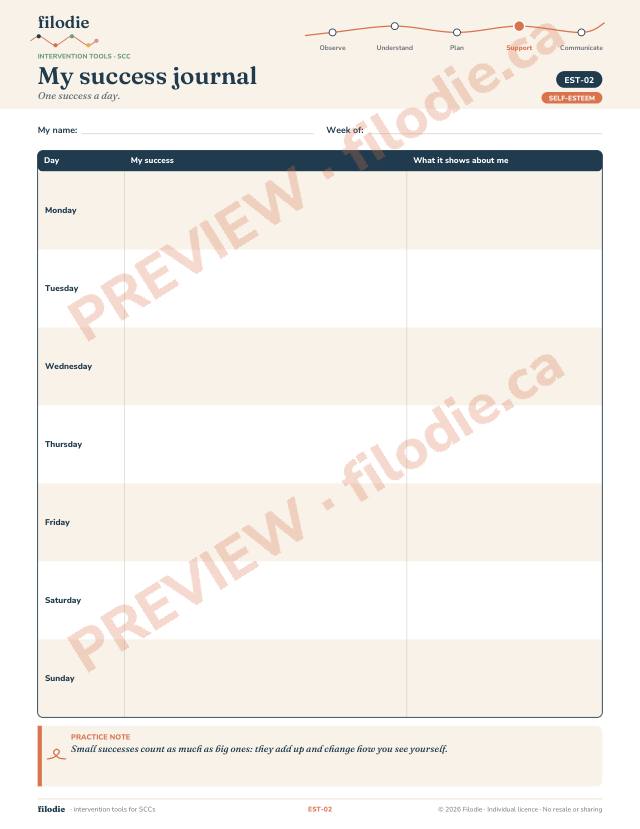 filodie
Observe Understand Plan Support Communicate
INTERVENTION TOOLS · SCC
My success journal
One success a day.
EST-02
SELF-ESTEEM
My name: Week of:
Day My success What it shows about me
Monday
Tuesday
Wednesday
Thursday
Friday
Saturday
Sunday
PREVIEW · filodie.ca
PREVIEW · filodie.ca
PRACTICE NOTE
Small successes count as much as big ones: they add up and change how you see yourself.
filodie · intervention tools for SCCs EST-02 © 2026 Filodie · Individual licence · No resale or sharing